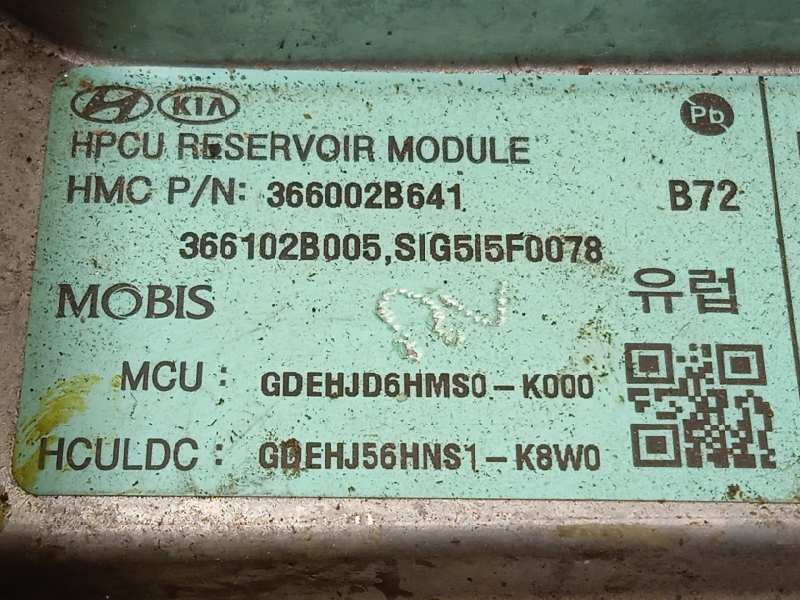 KIA
Pb
HPCU RESERVOIR MODULE
HMC P/N: 366002B641 B72
366102B005,SIG5I5F0078
MOBIS 유럽
MCU : GDEHJD6HMS0-K000
HCULDC : GDEHJ56HNS1-K8W0